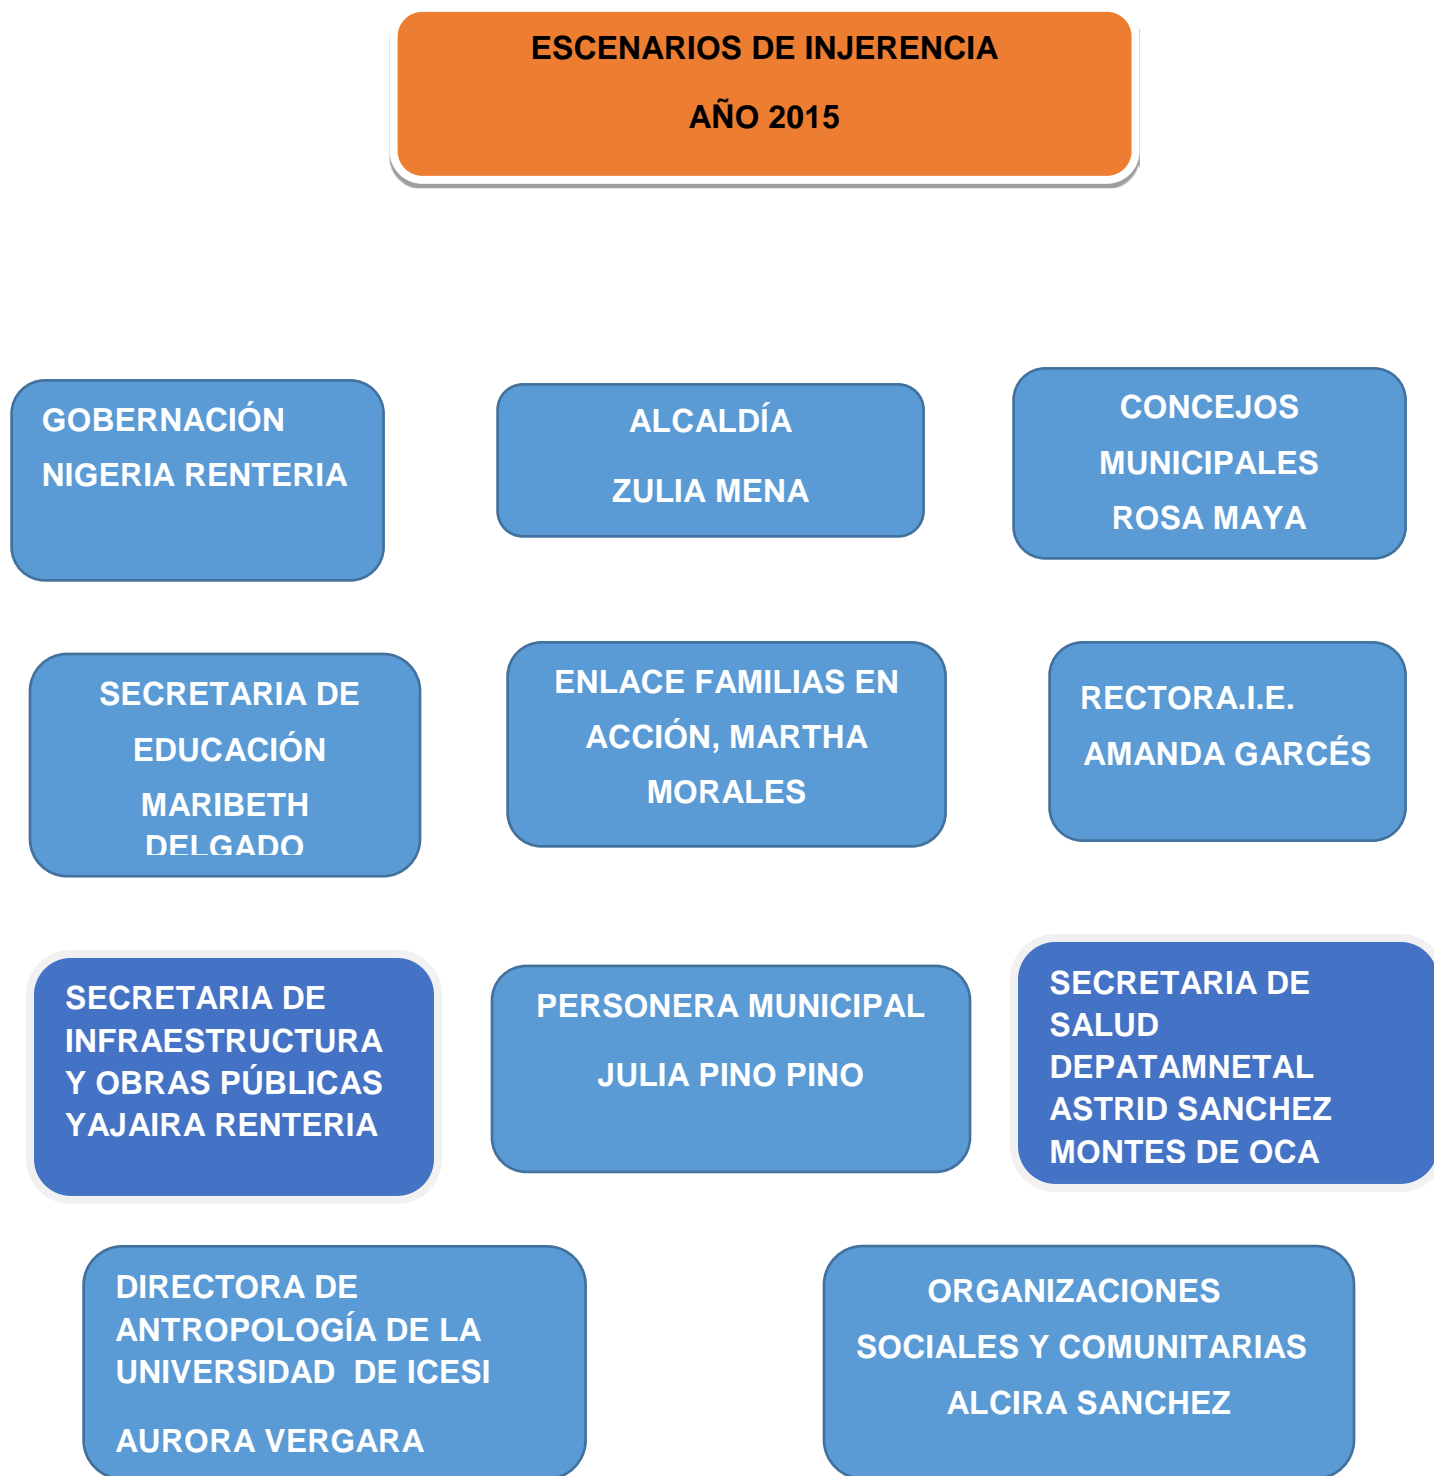 ESCENARIOS DE INJERENCIA
AÑO 2015
GOBERNACIÓN
NIGERIA RENTERIA
ALCALDÍA
ZULIA MENA
CONCEJOS
MUNICIPALES
ROSA MAYA
SECRETARIA DE
EDUCACIÓN
MARIBETH
DELGADO
ENLACE FAMILIAS EN
ACCIÓN, MARTHA
MORALES
RECTORA.I.E.
AMANDA GARCÉS
SECRETARIA DE
INFRAESTRUCTURA
Y OBRAS PÚBLICAS
YAJAIRA RENTERIA
PERSONERA MUNICIPAL
JULIA PINO PINO
SECRETARIA DE
SALUD
DEPATAMNETAL
ASTRID SANCHEZ
MONTES DE OCA
DIRECTORA DE
ANTROPOLOGÍA DE LA
UNIVERSIDAD  DE ICESI
AURORA VERGARA
ORGANIZACIONES
SOCIALES Y COMUNITARIAS
ALCIRA SANCHEZ